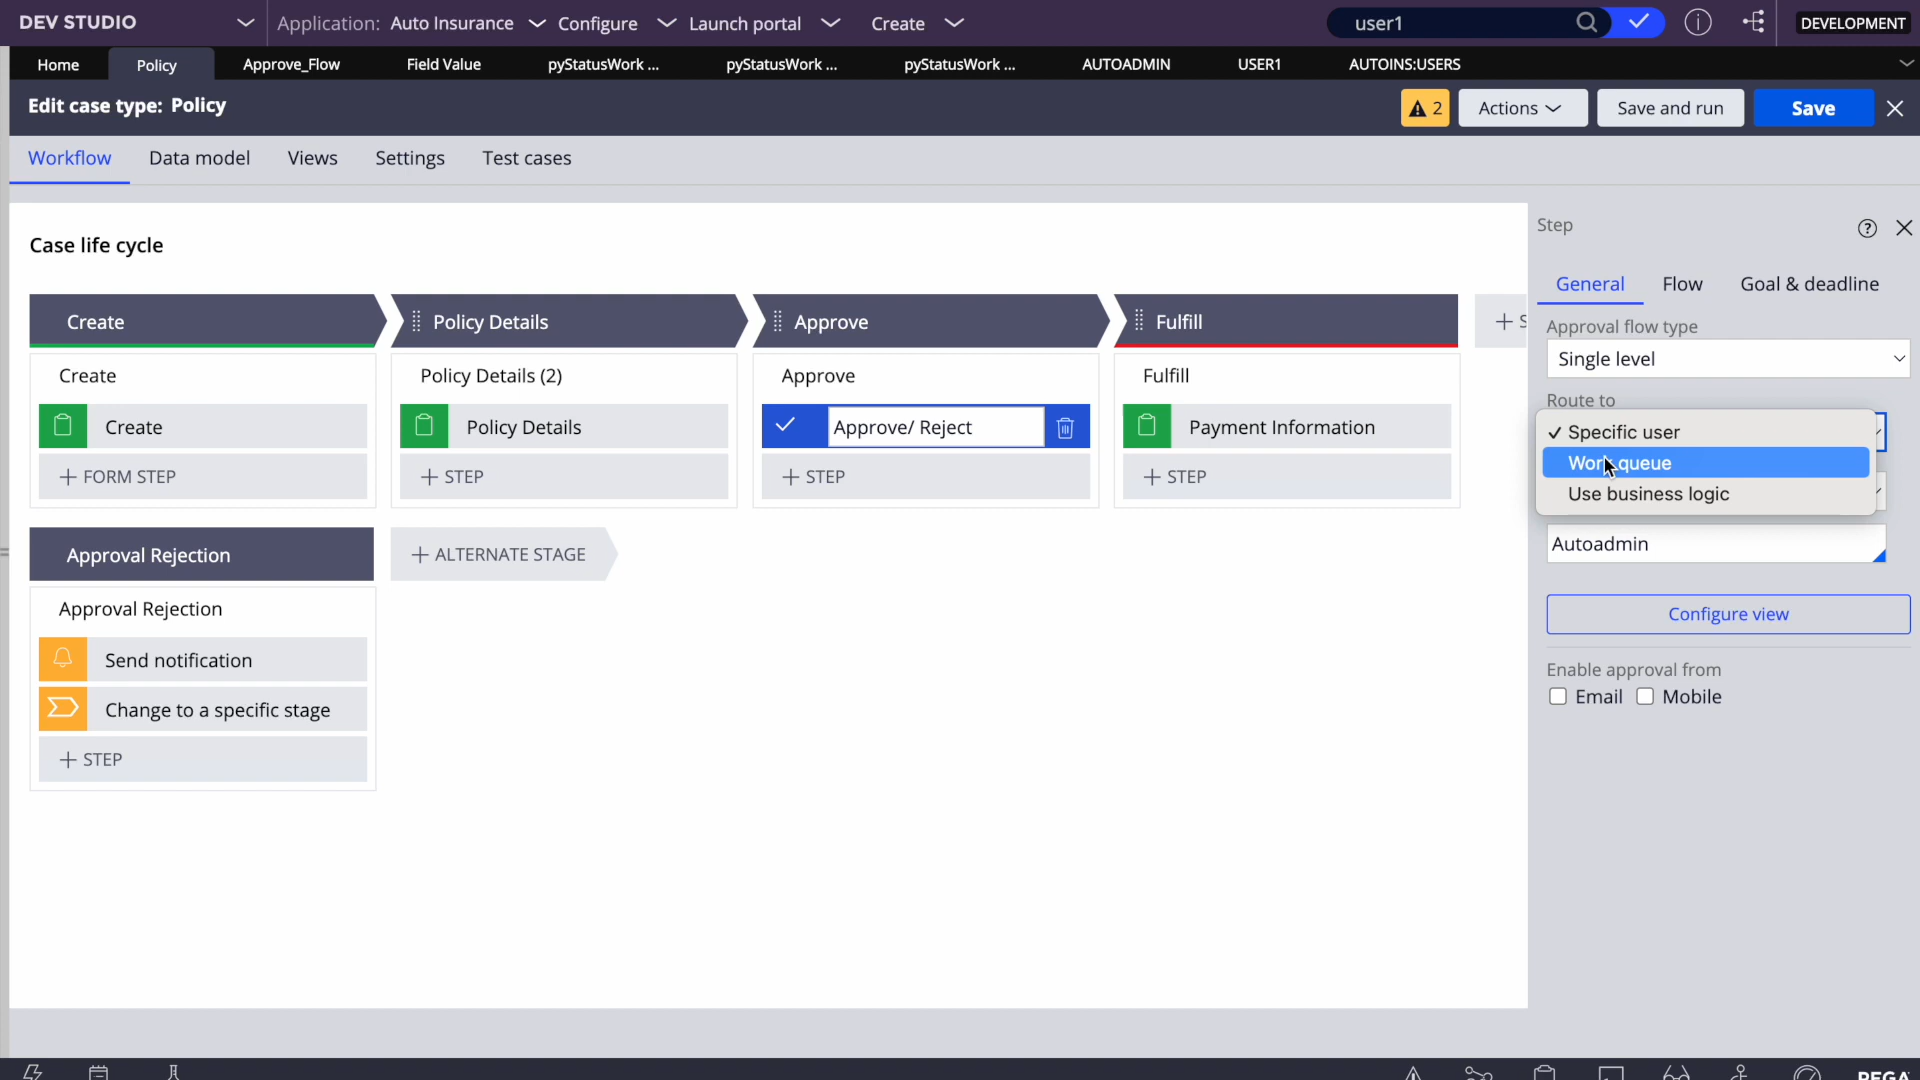 DEV STUDIO
Application: Auto Insurance
Configure
Launch portal
Create
user1
DEVELOPMENT
Home
Policy
Approve_Flow
Field Value
pyStatusWork ...
pyStatusWork ...
pyStatusWork ...
AUTOADMIN
USER1
AUTOINS:USERS
Edit case type: Policy
2
Actions
Save and run
Save
Workflow
Data model
Views
Settings
Test cases
Case life cycle
Step
General
Flow
Goal & deadline
Create
Policy Details
Approve
Fulfill
+ S
Approval flow type
Single level
Create
Policy Details (2)
Approve
Fulfill
Route to
Create
Policy Details
Approve/ Reject
Payment Information
✓ Specific user
Work queue
Use business logic
+ FORM STEP
+ STEP
+ STEP
+ STEP
Autoadmin
Approval Rejection
+ ALTERNATE STAGE
Configure view
Approval Rejection
Send notification
Change to a specific stage
+ STEP
Enable approval from
Email
Mobile
PEGA